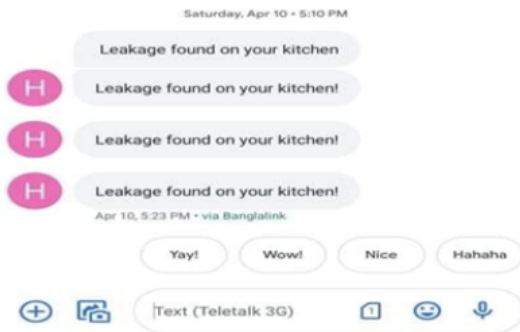 Saturday, Apr 10 • 5:10 PM
Leakage found on your kitchen
H
Leakage found on your kitchen!
H
Leakage found on your kitchen!
H
Leakage found on your kitchen!
Apr 10, 5:23 PM • via Banglalink
Yay! Wow! Nice Hahaha
Text (Teletalk 3G) 1